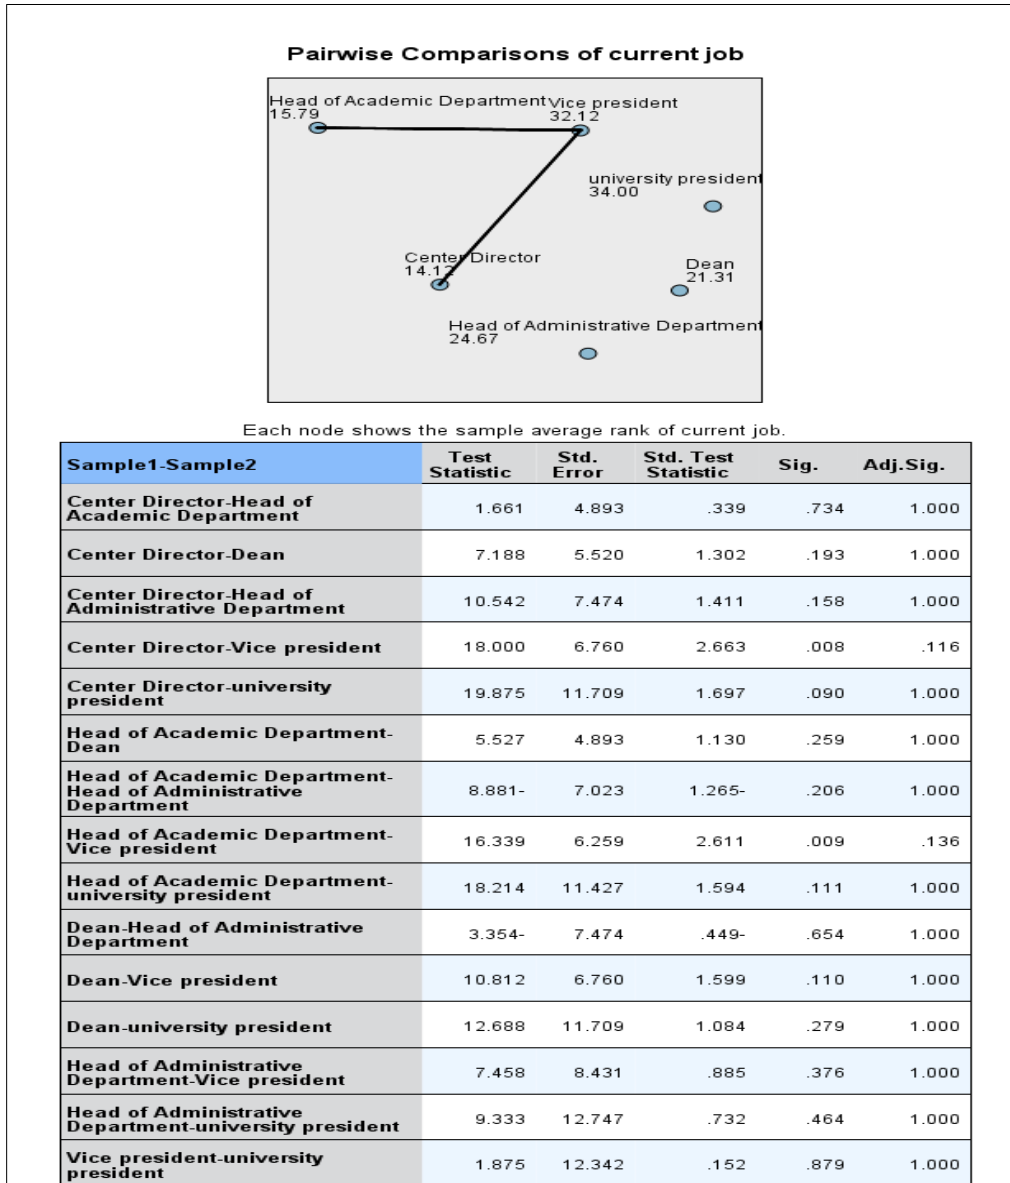 Pairwise Comparisons of current job
Head of Academic Department
15.79
Vice president
32.12
university president
34.00
Center Director
14.12
Dean
21.31
Head of Administrative Department
24.67
Each node shows the sample average rank of current job.
Sample1-Sample2 Test Statistic Std. Error Std. Test Statistic Sig. Adj.Sig.
Center Director-Head of
Academic Department 1.661 4.893 .339 .734 1.000
Center Director-Dean 7.188 5.520 1.302 .193 1.000
Center Director-Head of
Administrative Department 10.542 7.474 1.411 .158 1.000
Center Director-Vice president 18.000 6.760 2.663 .008 .116
Center Director-university
president 19.875 11.709 1.697 .090 1.000
Head of Academic Department-
Dean 5.527 4.893 1.130 .259 1.000
Head of Academic Department-
Head of Administrative
Department 8.881- 7.023 1.265- .206 1.000
Head of Academic Department-
Vice president 16.339 6.259 2.611 .009 .136
Head of Academic Department-
university president 18.214 11.427 1.594 .111 1.000
Dean-Head of Administrative
Department 3.354- 7.474 .449- .654 1.000
Dean-Vice president 10.812 6.760 1.599 .110 1.000
Dean-university president 12.688 11.709 1.084 .279 1.000
Head of Administrative
Department-Vice president 7.458 8.431 .885 .376 1.000
Head of Administrative
Department-university president 9.333 12.747 .732 .464 1.000
Vice president-university
president 1.875 12.342 .152 .879 1.000